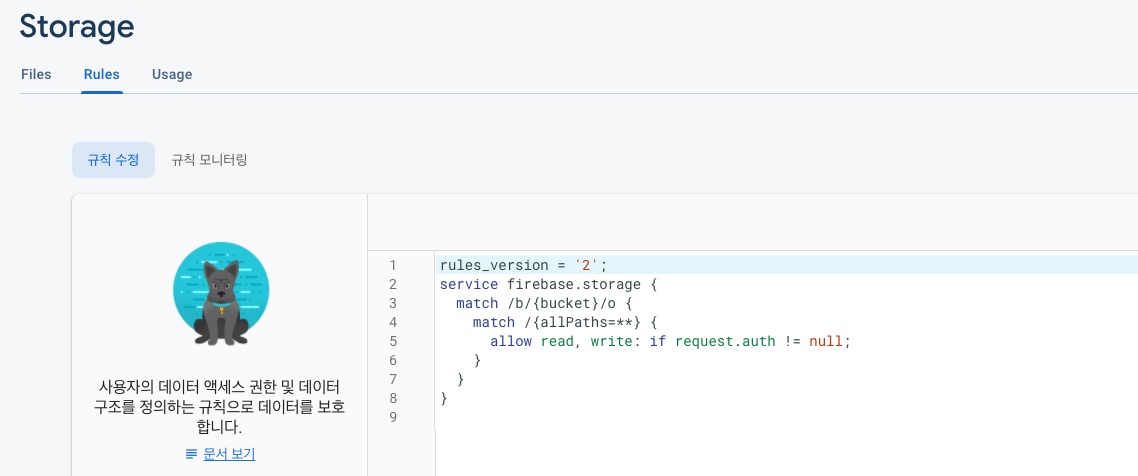 Storage
Files Rules Usage
규칙 수정 규칙 모니터링
사용자의 데이터 액세스 권한 및 데이터
구조를 정의하는 규칙으로 데이터를 보호
합니다.
문서 보기
1 rules_version = '2';
2 service firebase.storage {
3 match /b/{bucket}/o {
4 match /{allPaths=**} {
5 allow read, write: if request.auth != null;
6 }
7 }
8 }
9